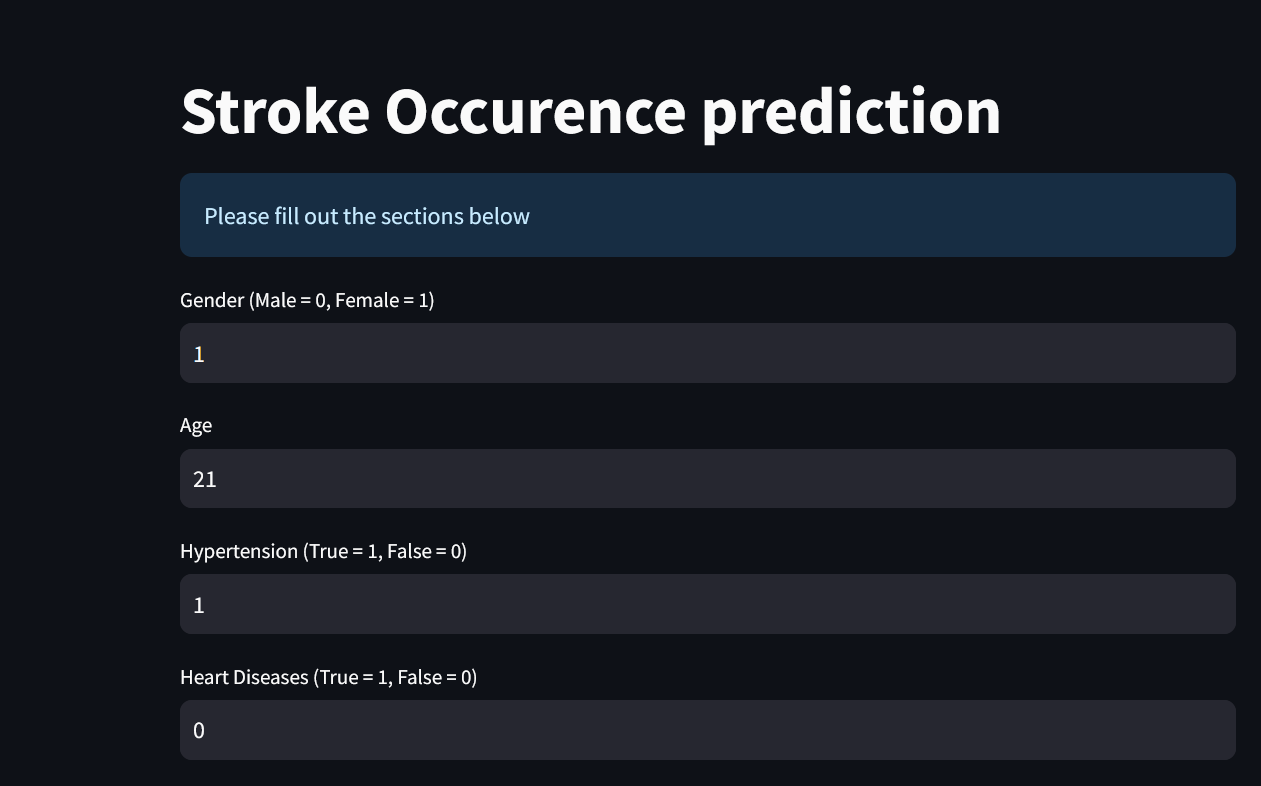 Stroke Occurence prediction
Please fill out the sections below
Gender (Male = 0, Female = 1)
1
Age
21
Hypertension (True = 1, False = 0)
1
Heart Diseases (True = 1, False = 0)
0